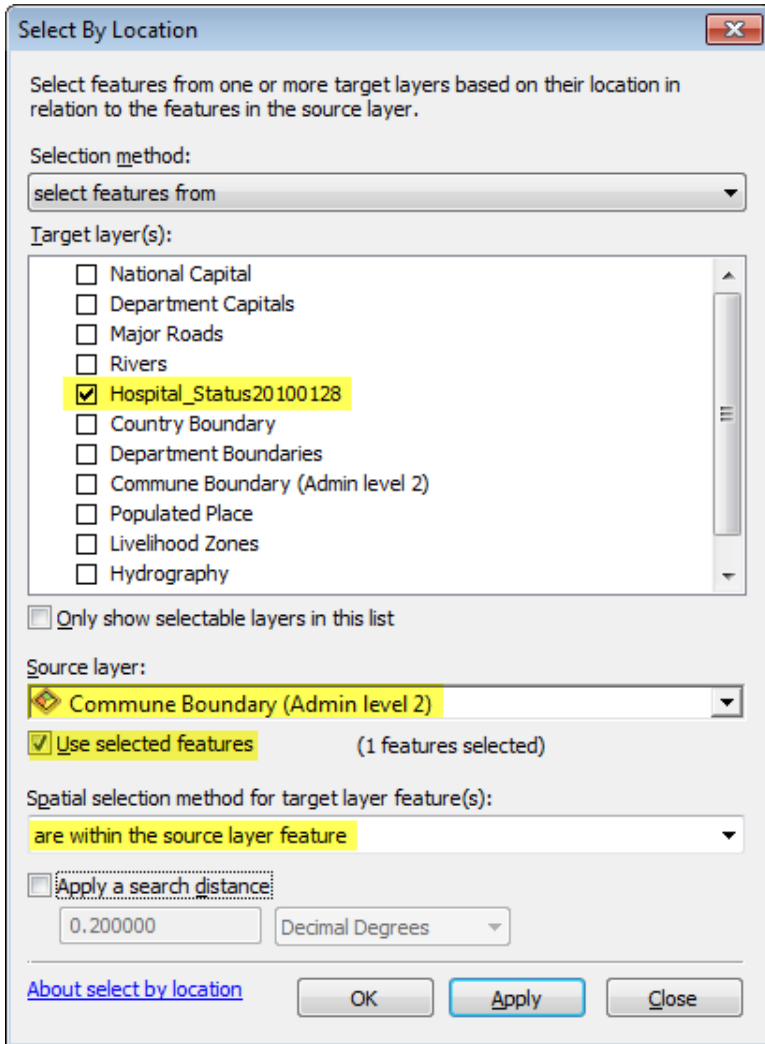 Select By Location
Select features from one or more target layers based on their location in
relation to the features in the source layer.
Selection method:
select features from
Target layer(s):
National Capital
Department Capitals
Major Roads
Rivers
Hospital_Status20100128
Country Boundary
Department Boundaries
Commune Boundary (Admin level 2)
Populated Place
Livelihood Zones
Hydrography
Only show selectable layers in this list
Source layer:
Commune Boundary (Admin level 2)
Use selected features (1 features selected)
Spatial selection method for target layer feature(s):
are within the source layer feature
Apply a search distance
0.200000 Decimal Degrees
About select by location OK Apply Close